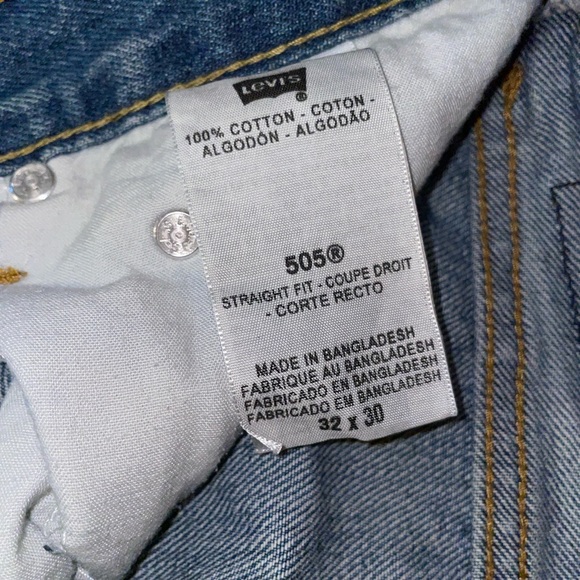 LEVI'S
®
100% COTTON - COTON -
ALGODÓN - ALGODÃO
505®
STRAIGHT FIT - COUPE DROIT
- CORTE RECTO
MADE IN BANGLADESH
FABRIQUE AU BANGLADESH
FABRICADO EN BANGLADESH
FABRICADO EM BANGLADESH
32 X 30